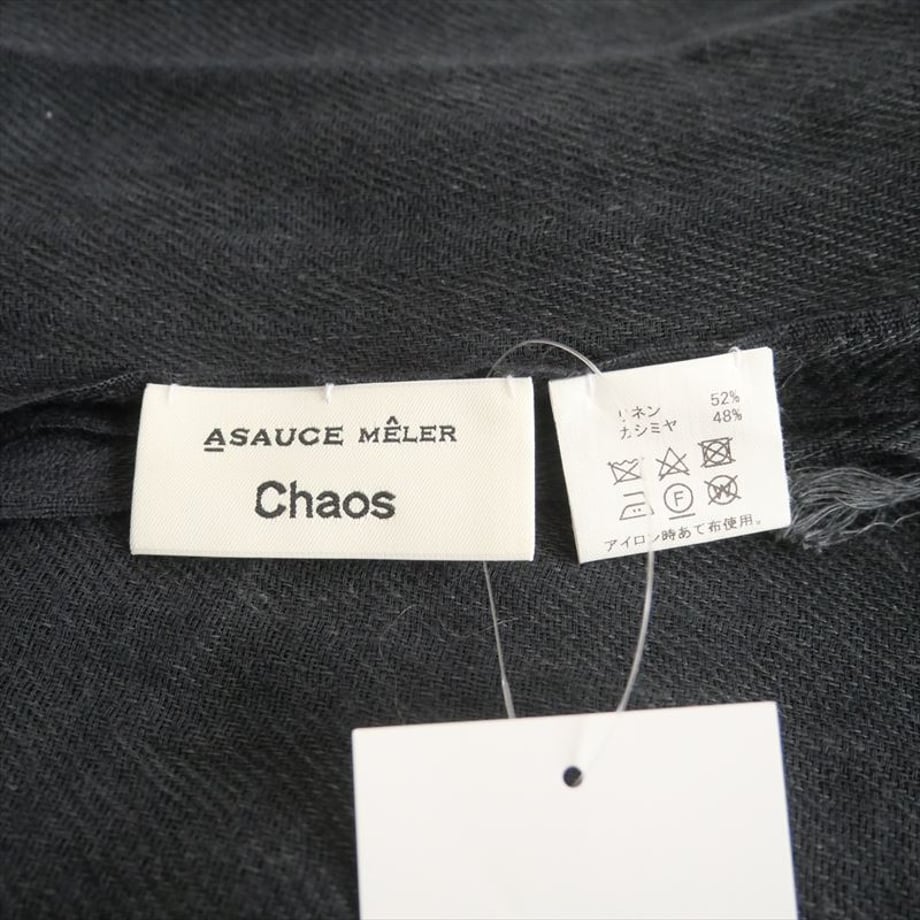 ASAUCE MÊLER
Chaos
リネン 52%
カシミヤ 48%
F
W
アイロン時あて布使用。